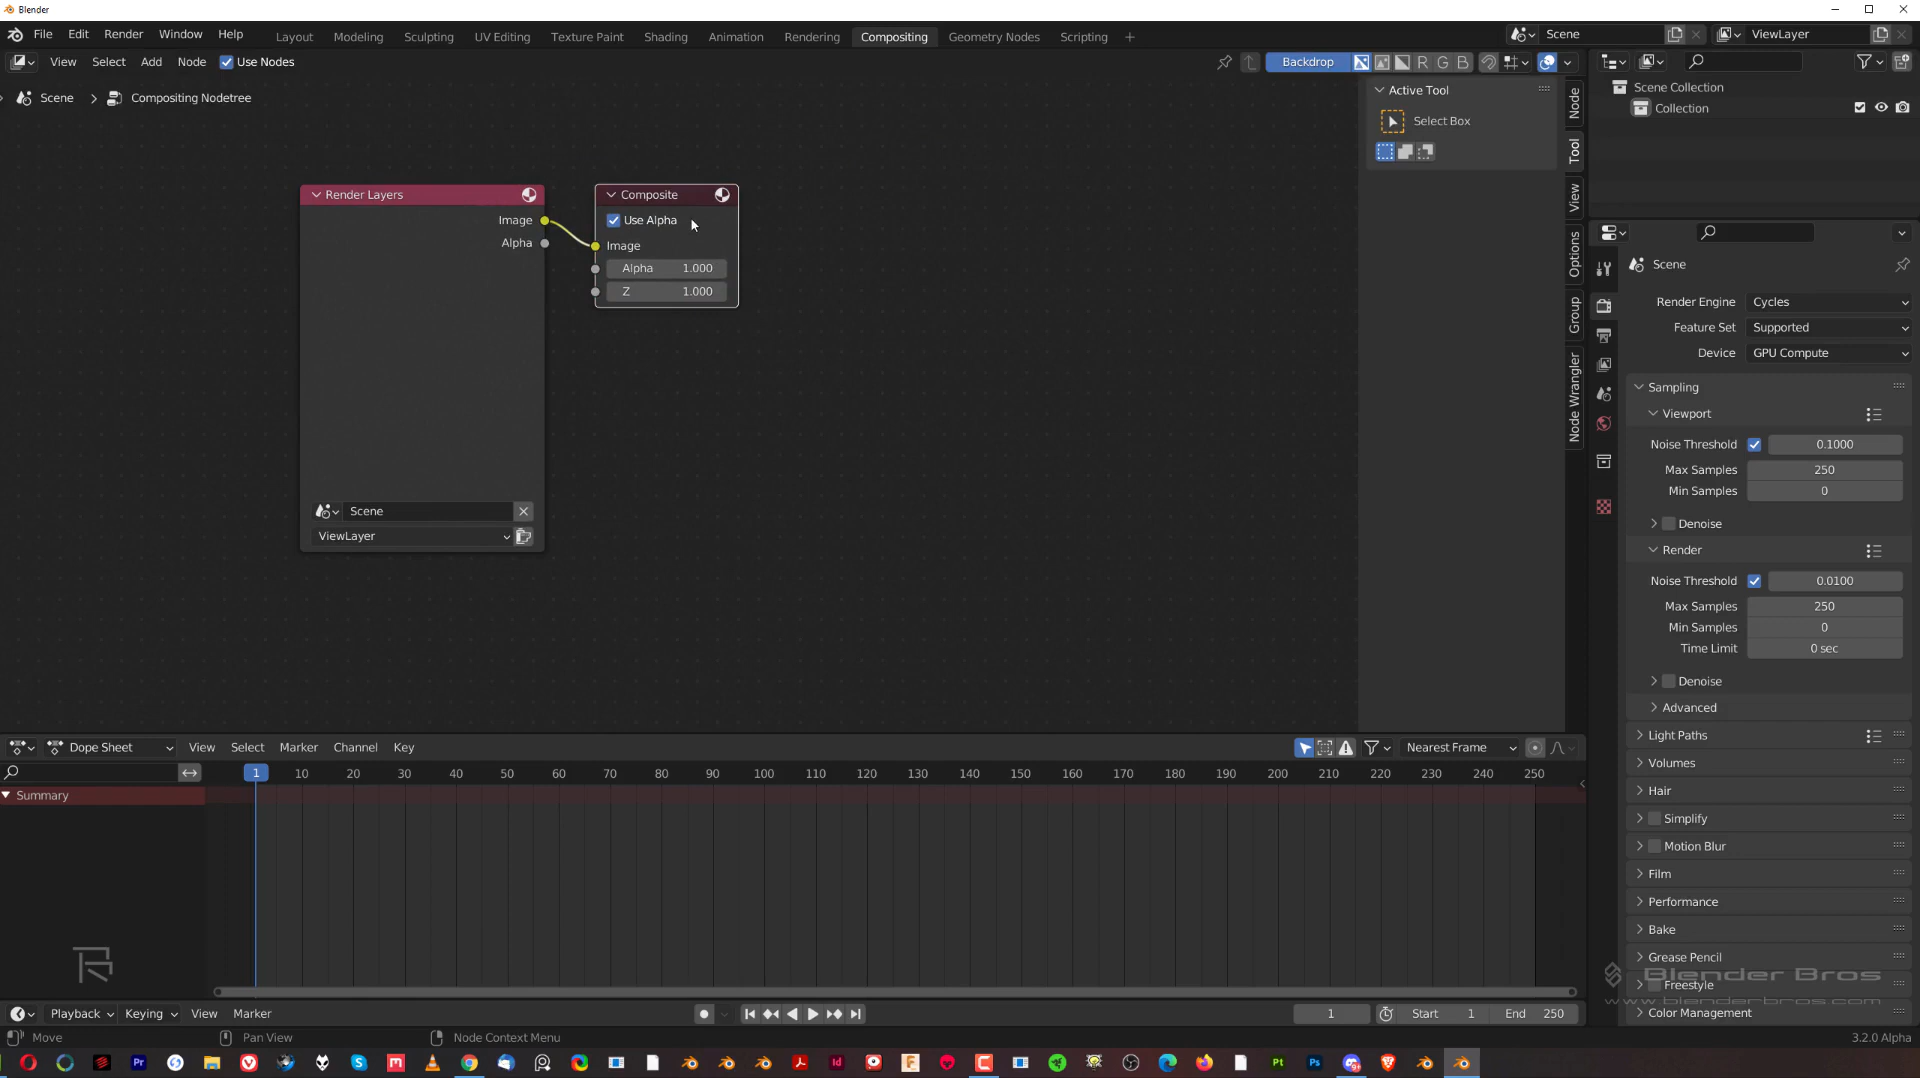 Blender
File Edit Render Window Help Layout Modeling Sculpting UV Editing Texture Paint Shading Animation Rendering Compositing Geometry Nodes Scripting + Scene ViewLayer
View Select Add Node Use Nodes Backdrop R G B
Scene > Compositing Nodetree
Active Tool
Select Box
Node
Tool
View
Options
Group
Node Wrangler
Render Layers
Image
Alpha
Scene
ViewLayer
Composite
Use Alpha
Image
Alpha 1.000
Z 1.000
Scene Collection
Collection
Scene
Render Engine Cycles
Feature Set Supported
Device GPU Compute
Sampling
Viewport
Noise Threshold 0.1000
Max Samples 250
Min Samples 0
Denoise
Render
Noise Threshold 0.0100
Max Samples 250
Min Samples 0
Time Limit 0 sec
Denoise
Advanced
Light Paths
Volumes
Hair
Simplify
Motion Blur
Film
Performance
Bake
Grease Pencil
Freestyle
Color Management
Blender Bros
www.blenderbros.com
Dope Sheet View Select Marker Channel Key Nearest Frame
1 10 20 30 40 50 60 70 80 90 100 110 120 130 140 150 160 170 180 190 200 210 220 230 240 250
Summary
Playback Keying View Marker 1 Start 1 End 250
Move Pan View Node Context Menu 3.2.0 Alpha
Pr Id Pt Ps